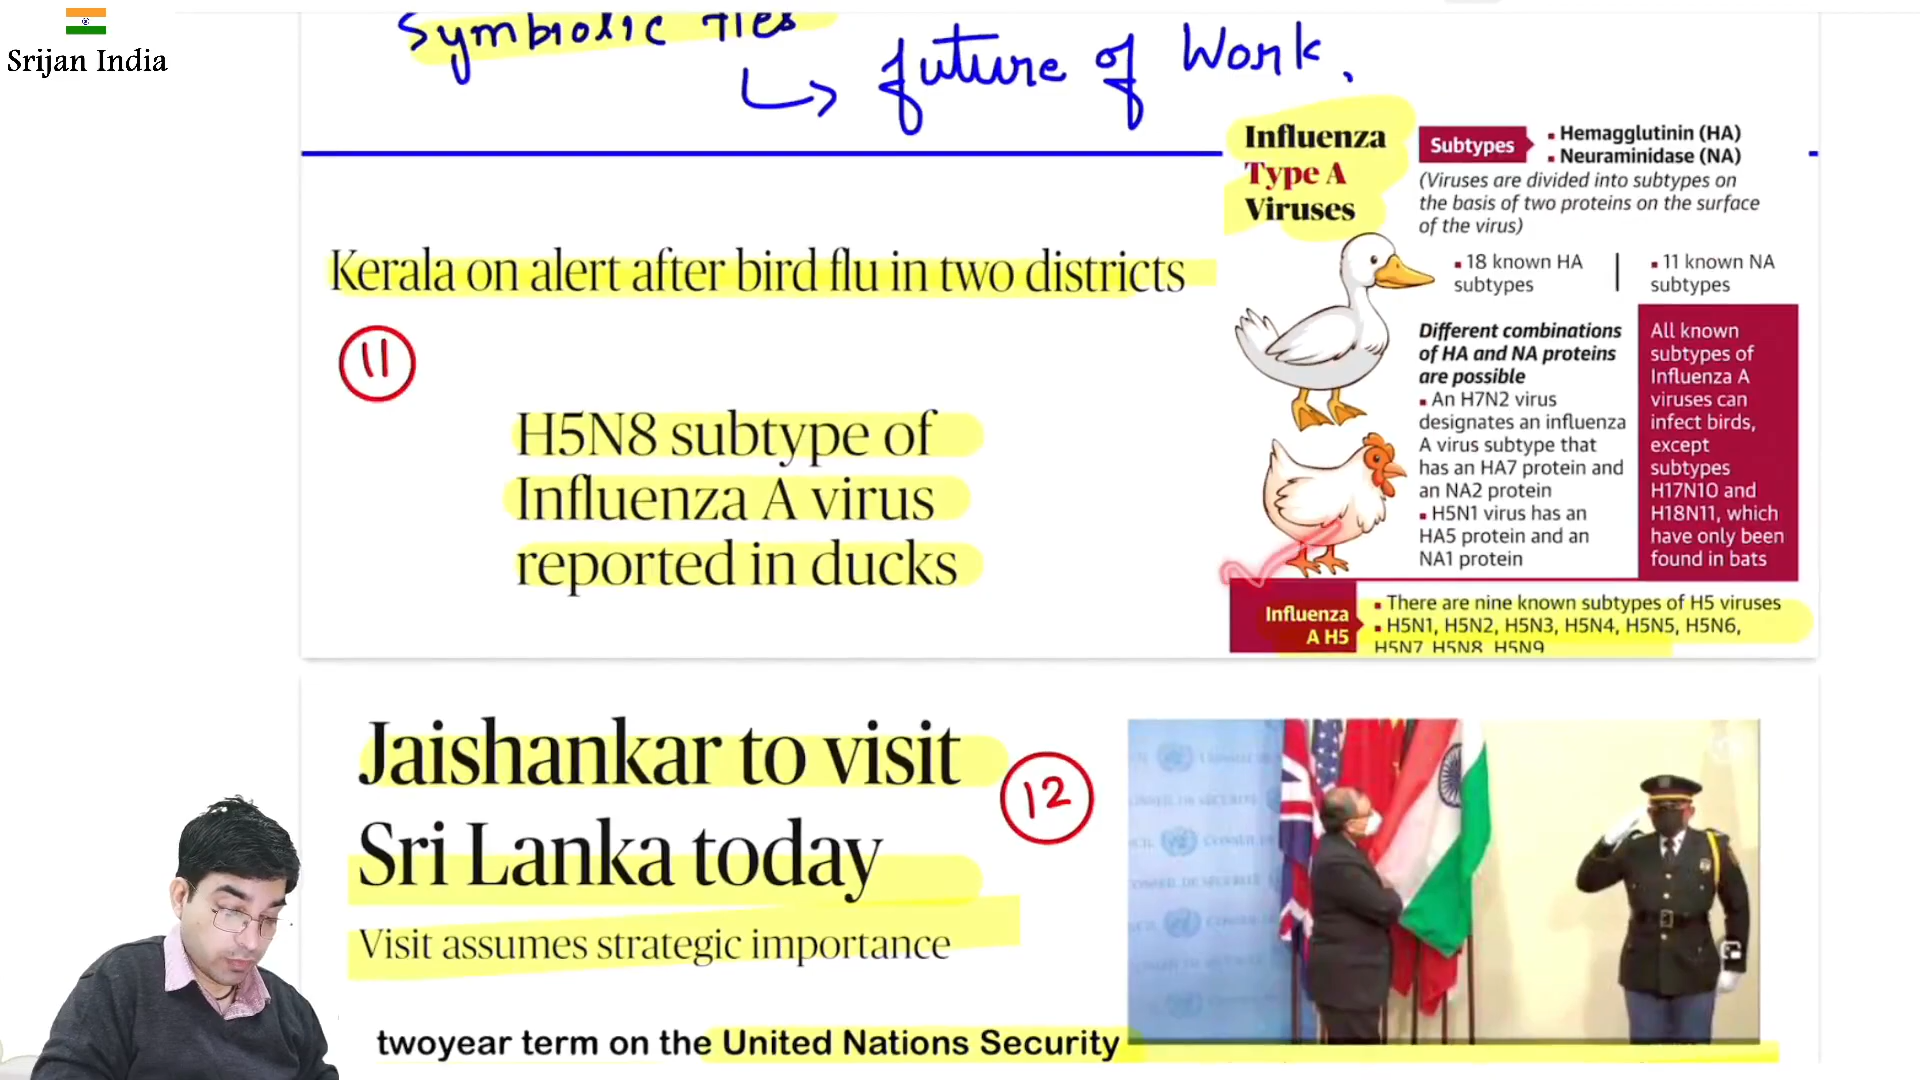 Srijan India
Symbiolic Ties
↳ future of Work.
Influenza
Type A
Viruses
Subtypes
▪ Hemagglutinin (HA)
▪ Neuraminidase (NA)
(Viruses are divided into subtypes on
the basis of two proteins on the surface
of the virus)
▪ 18 known HA
subtypes
▪ 11 known NA
subtypes
Different combinations
of HA and NA proteins
are possible
▪ An H7N2 virus
designates an influenza
A virus subtype that
has an HA7 protein and
an NA2 protein
▪ H5N1 virus has an
HA5 protein and an
NA1 protein
All known
subtypes of
Influenza A
viruses can
infect birds,
except
subtypes
H17N10 and
H18N11, which
have only been
found in bats
Influenza
A H5
▪ There are nine known subtypes of H5 viruses
▪ H5N1, H5N2, H5N3, H5N4, H5N5, H5N6,
H5N7, H5N8, H5N9
Kerala on alert after bird flu in two districts
11
H5N8 subtype of
Influenza A virus
reported in ducks
Jaishankar to visit
Sri Lanka today
12
Visit assumes strategic importance
twoyear term on the United Nations Security